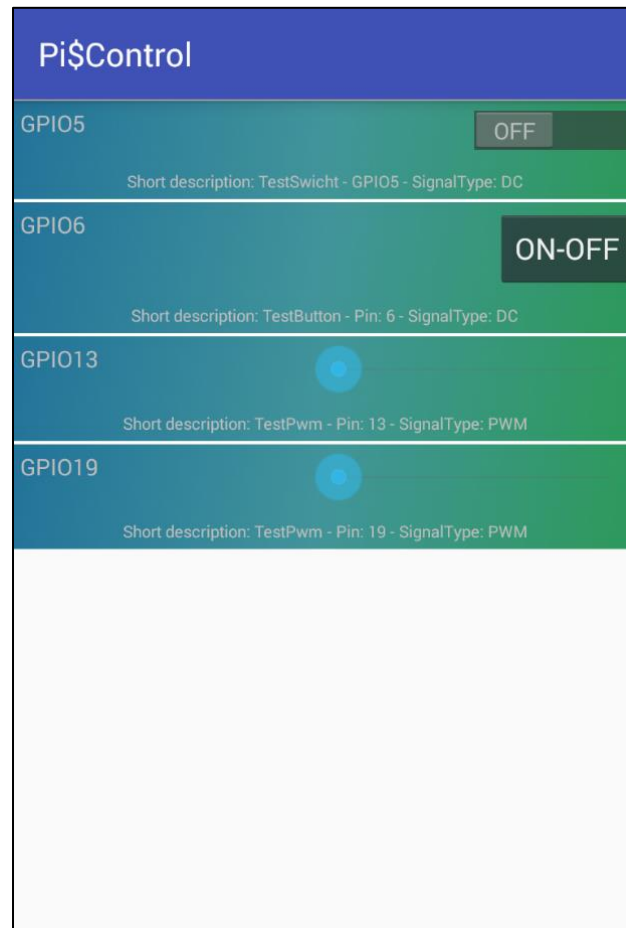 Pi$Control
GPIO5
OFF
Short description: TestSwicht - GPIO5 - SignalType: DC
GPIO6
ON-OFF
Short description: TestButton - Pin: 6 - SignalType: DC
GPIO13
Short description: TestPwm - Pin: 13 - SignalType: PWM
GPIO19
Short description: TestPwm - Pin: 19 - SignalType: PWM